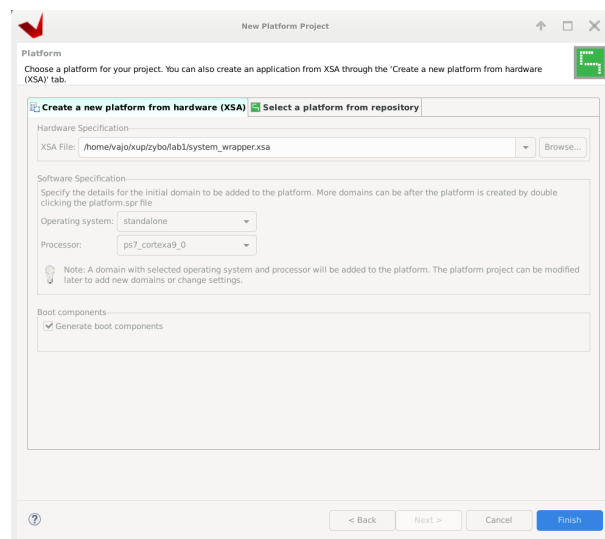 New Platform Project
Platform
Choose a platform for your project. You can also create an application from XSA through the 'Create a new platform from hardware
(XSA)' tab.
Create a new platform from hardware (XSA) Select a platform from repository
Hardware Specification
XSA File: /home/vajo/xup/zybo/lab1/system_wrapper.xsa Browse...
Software Specification
Specify the details for the initial domain to be added to the platform. More domains can be after the platform is created by double
clicking the platform.spr file
Operating system: standalone
Processor: ps7_cortexa9_0
Note: A domain with selected operating system and processor will be added to the platform. The platform project can be modified
later to add new domains or change settings.
Boot components
Generate boot components
? < Back Next > Cancel Finish